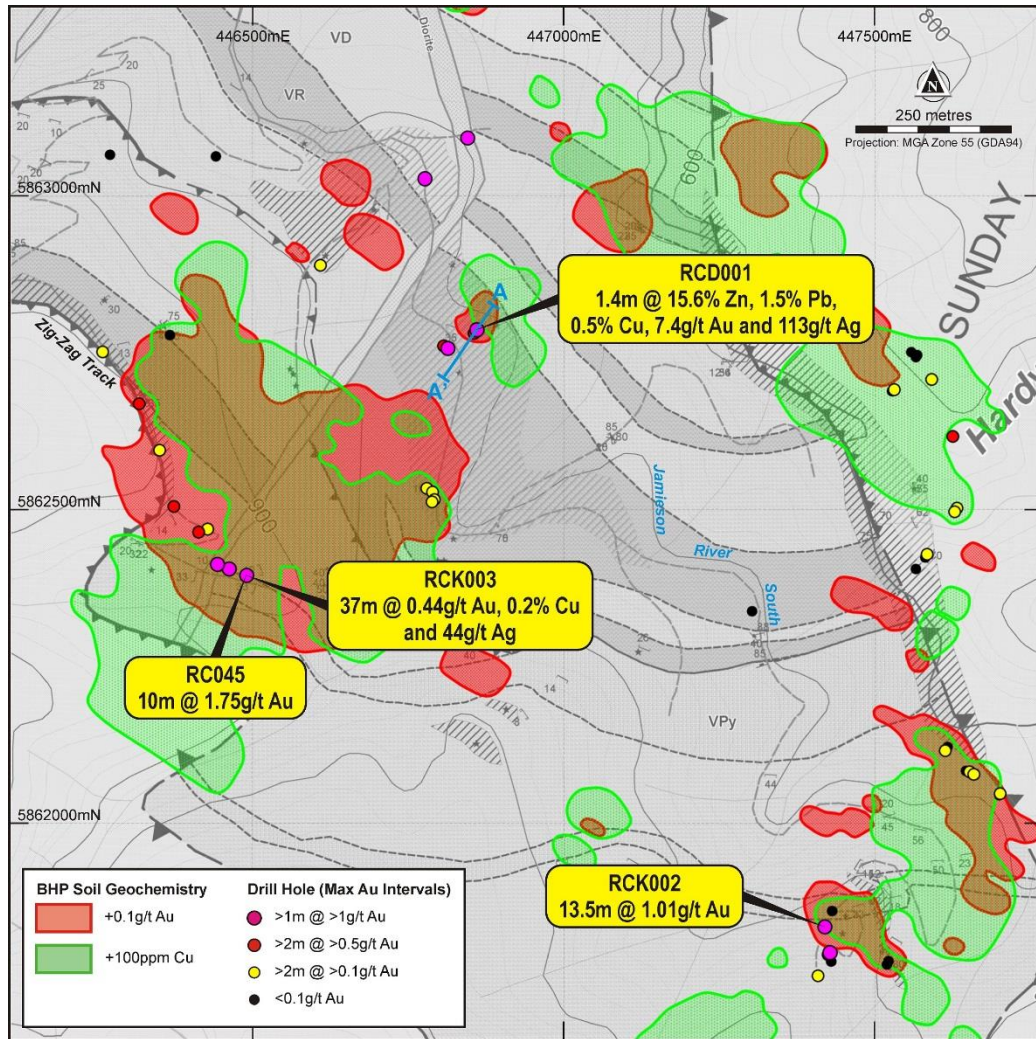 446500mE
447000mE
447500mE
800
VD
Diorite
VR
N
250 metres
Projection: MGA Zone 55 (GDA94)
600
5863000mN
SUNDAY
RCD001
1.4m @ 15.6% Zn, 1.5% Pb,
0.5% Cu, 7.4g/t Au and 113g/t Ag
A
A'
Zig-Zag Track
Hardy
Jamieson
River
South
5862500mN
900
RCK003
37m @ 0.44g/t Au, 0.2% Cu
and 44g/t Ag
RC045
10m @ 1.75g/t Au
VPy
5862000mN
RCK002
13.5m @ 1.01g/t Au
BHP Soil Geochemistry
+0.1g/t Au
+100ppm Cu
Drill Hole (Max Au Intervals)
>1m @ >1g/t Au
>2m @ >0.5g/t Au
>2m @ >0.1g/t Au
<0.1g/t Au